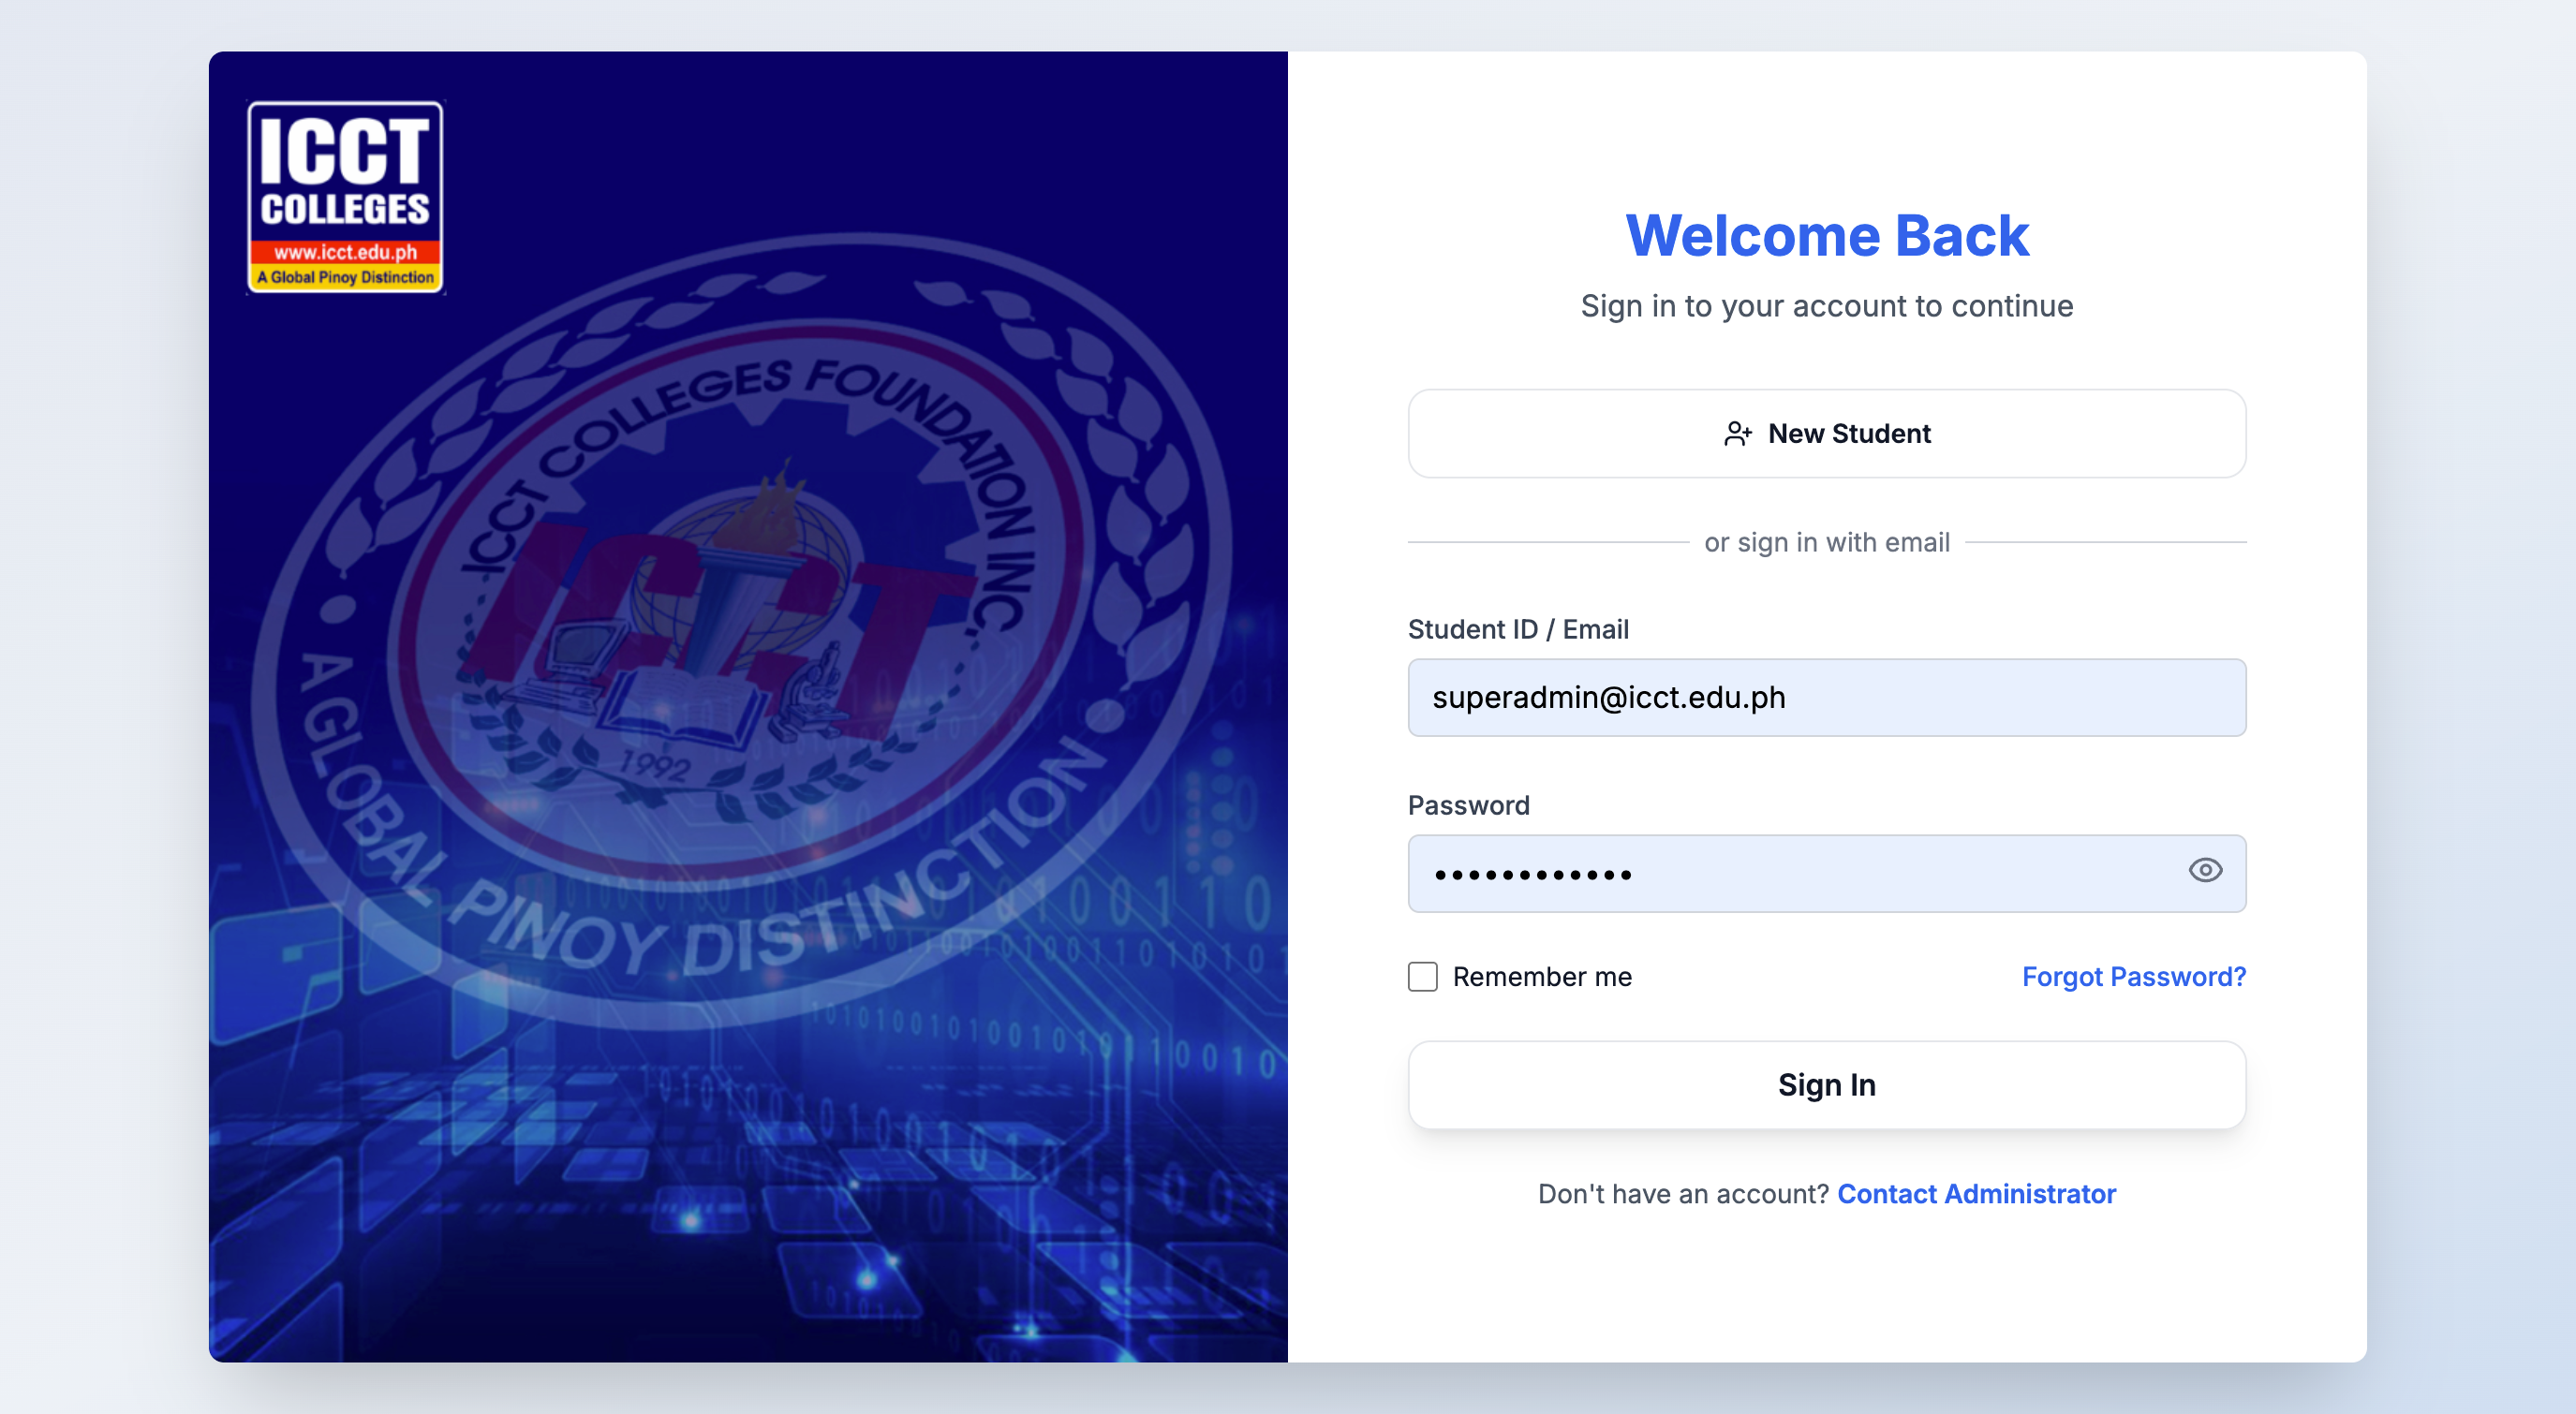 ICCT
COLLEGES
www.icct.edu.ph
A Global Pinoy Distinction
ICCT COLLEGES FOUNDATION INC.
ICCT
1992
A GLOBAL PINOY DISTINCTION
Welcome Back
Sign in to your account to continue
New Student
or sign in with email
Student ID / Email
superadmin@icct.edu.ph
Password
••••••••••••
Remember me
Forgot Password?
Sign In
Don't have an account? Contact Administrator